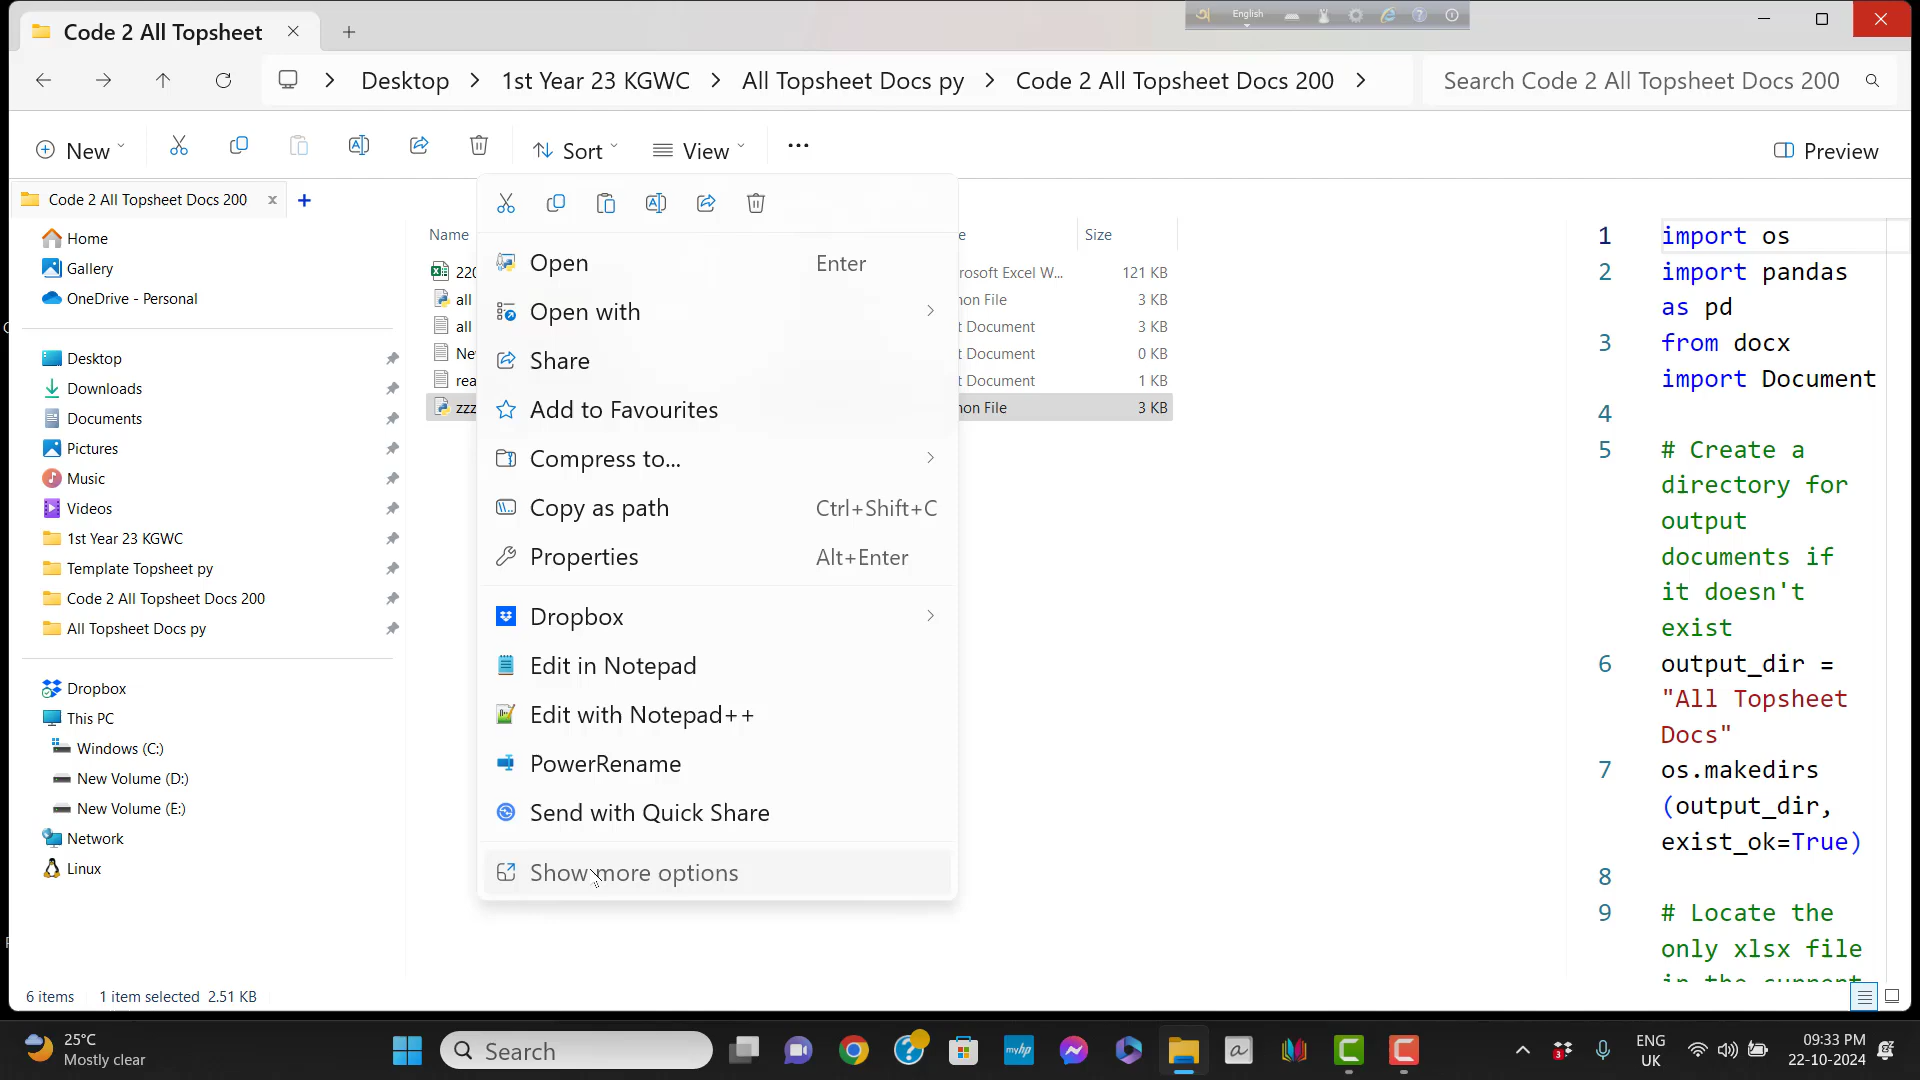 Code 2 All Topsheet
English
Desktop
1st Year 23 KGWC
All Topsheet Docs py
Code 2 All Topsheet Docs 200
Search Code 2 All Topsheet Docs 200
New
Sort
View
Preview
Code 2 All Topsheet Docs 200
Home
Gallery
OneDrive - Personal
Desktop
Downloads
Documents
Pictures
Music
Videos
1st Year 23 KGWC
Template Topsheet py
Code 2 All Topsheet Docs 200
All Topsheet Docs py
Dropbox
This PC
Windows (C:)
New Volume (D:)
New Volume (E:)
Network
Linux
Name
Size
220
rosoft Excel W...
121 KB
all
hon File
3 KB
all
t Document
3 KB
Ne
t Document
0 KB
rea
t Document
1 KB
zzz
hon File
3 KB
Open
Enter
Open with
Share
Add to Favourites
Compress to...
Copy as path
Ctrl+Shift+C
Properties
Alt+Enter
Dropbox
Edit in Notepad
Edit with Notepad++
PowerRename
Send with Quick Share
Show more options
1 import os
2 import pandas
as pd
3 from docx
import Document
4
5 # Create a
directory for
output
documents if
it doesn't
exist
6 output_dir =
"All Topsheet
Docs"
7 os.makedirs
(output_dir,
exist_ok=True)
8
9 # Locate the
only xlsx file
in the current
6 items
1 item selected 2.51 KB
25°C
Mostly clear
Search
myhp
3
ENG
UK
09:33 PM
22-10-2024